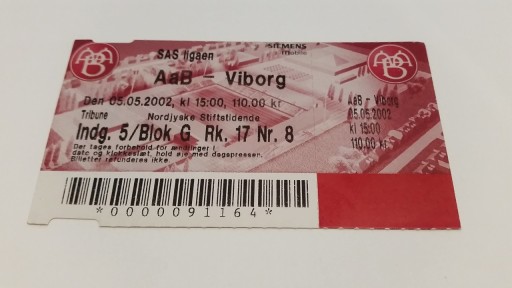 SAS ligaen
SIEMENS
mobile
AaB - Viborg
Den 05.05.2002, kl 15:00, 110.00 kr
Tribune Nordjyske Stiftstidende
Indg. 5/Blok G Rk. 17 Nr. 8
Der tages forbehold for ændringer i
dato og klokkeslæt, hold øje med dagspressen.
Billetter refunderes ikke.
*0000091164*
AaB - Viborg
05.05.2002
kl 15:00
110.00 kr